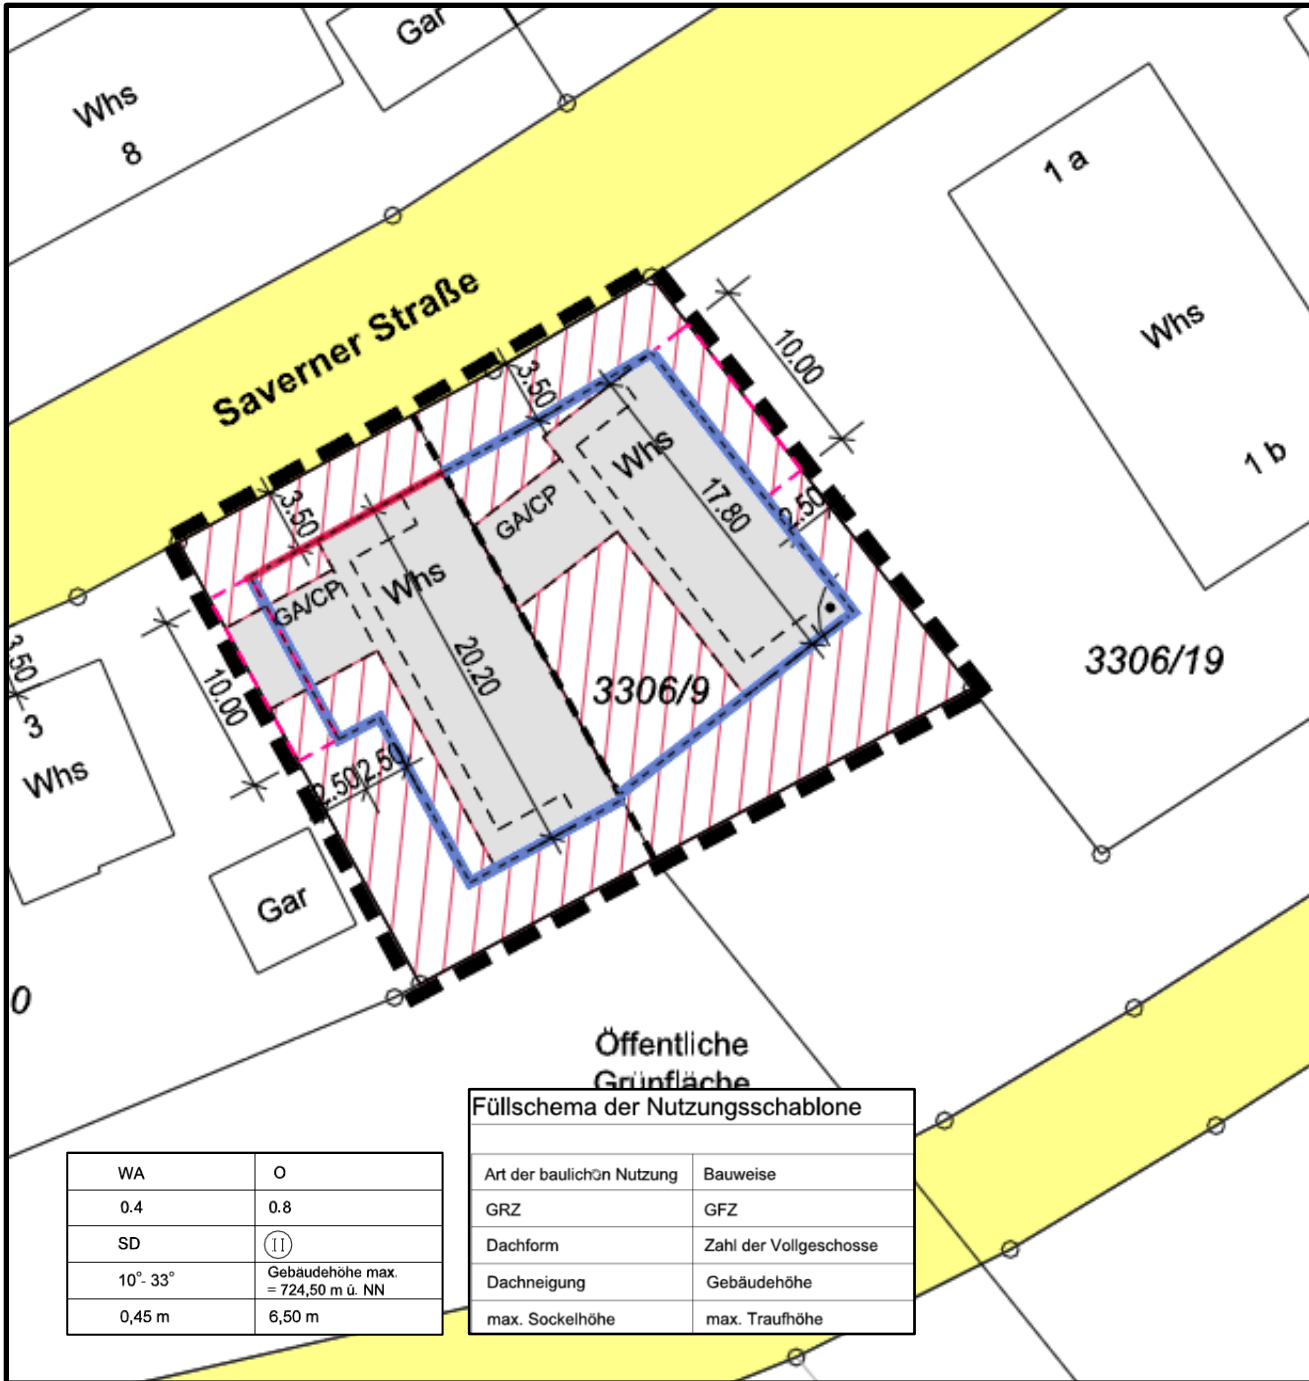 Gar
Whs
8
1 a
Saverner Straße
Whs
10.00
3.50
1 b
Whs
17.80
2.50
GA/CP
3.50
Whs
GA/CP
20.20
3306/9
3306/19
3.50
3
Whs
10.00
2.50
2.50
Gar
0
Öffentliche
Grünfläche
Füllschema der Nutzungsschablone
Art der baulichen Nutzung Bauweise
GRZ GFZ
Dachform Zahl der Vollgeschosse
Dachneigung Gebäudehöhe
max. Sockelhöhe max. Traufhöhe
WA O
0.4 0.8
SD II
10°- 33° Gebäudehöhe max.
= 724,50 m ü. NN
0,45 m 6,50 m